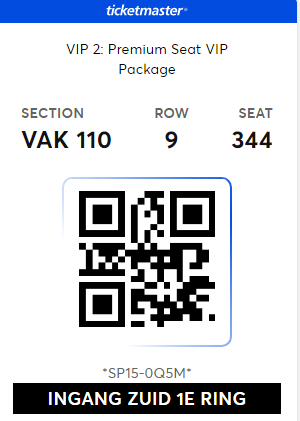 ticketmaster®
VIP 2: Premium Seat VIP
Package
SECTION ROW SEAT
VAK 110 9 344
*SP15-0Q5M*
INGANG ZUID 1E RING